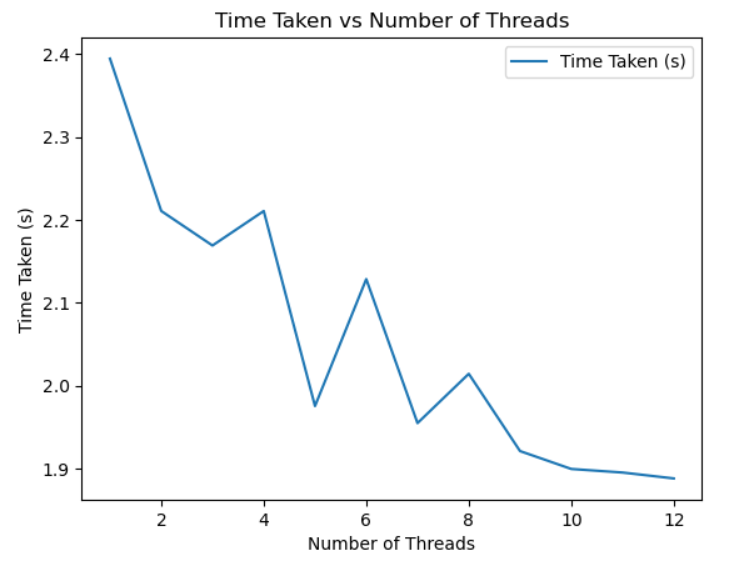 Time Taken vs Number of Threads
Time Taken (s)
2.4
2.3
2.2
2.1
2.0
1.9
Time Taken (s)
2 4 6 8 10 12
Number of Threads